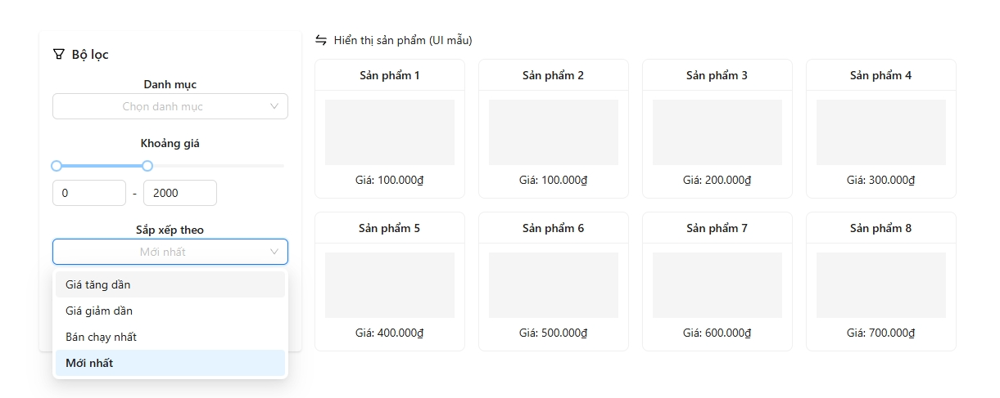 Bộ lọc
Danh mục
Chọn danh mục
Khoảng giá
0 - 2000
Sắp xếp theo
Mới nhất
Giá tăng dần
Giá giảm dần
Bán chạy nhất
Mới nhất
Hiển thị sản phẩm (UI mẫu)
Sản phẩm 1
Giá: 100.000₫
Sản phẩm 2
Giá: 100.000₫
Sản phẩm 3
Giá: 200.000₫
Sản phẩm 4
Giá: 300.000₫
Sản phẩm 5
Giá: 400.000₫
Sản phẩm 6
Giá: 500.000₫
Sản phẩm 7
Giá: 600.000₫
Sản phẩm 8
Giá: 700.000₫